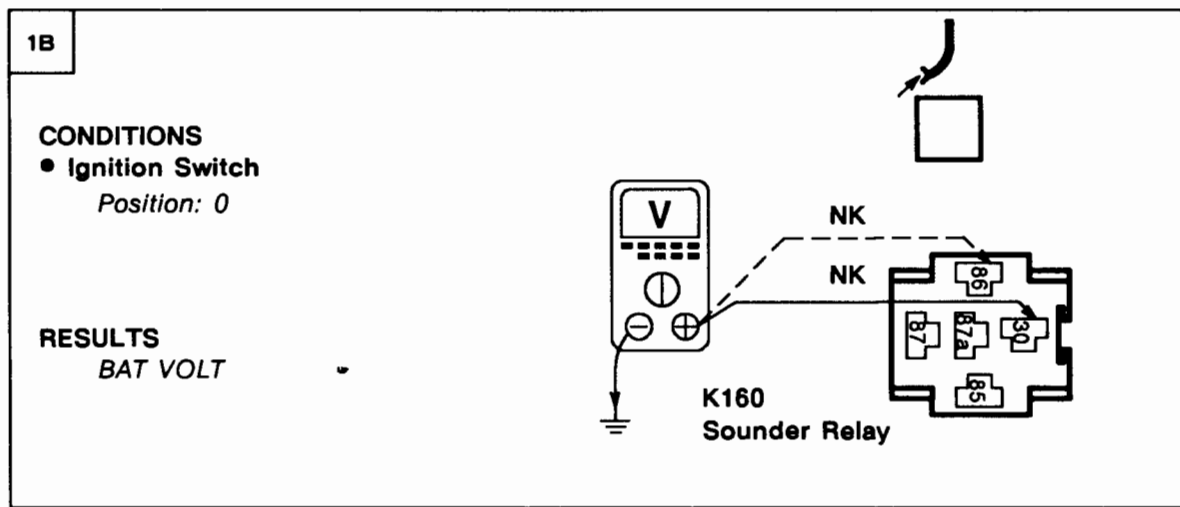 1B
CONDITIONS
● Ignition Switch
Position: 0
RESULTS
BAT VOLT
V
NK
NK
86
87
87a
30
85
K160
Sounder Relay